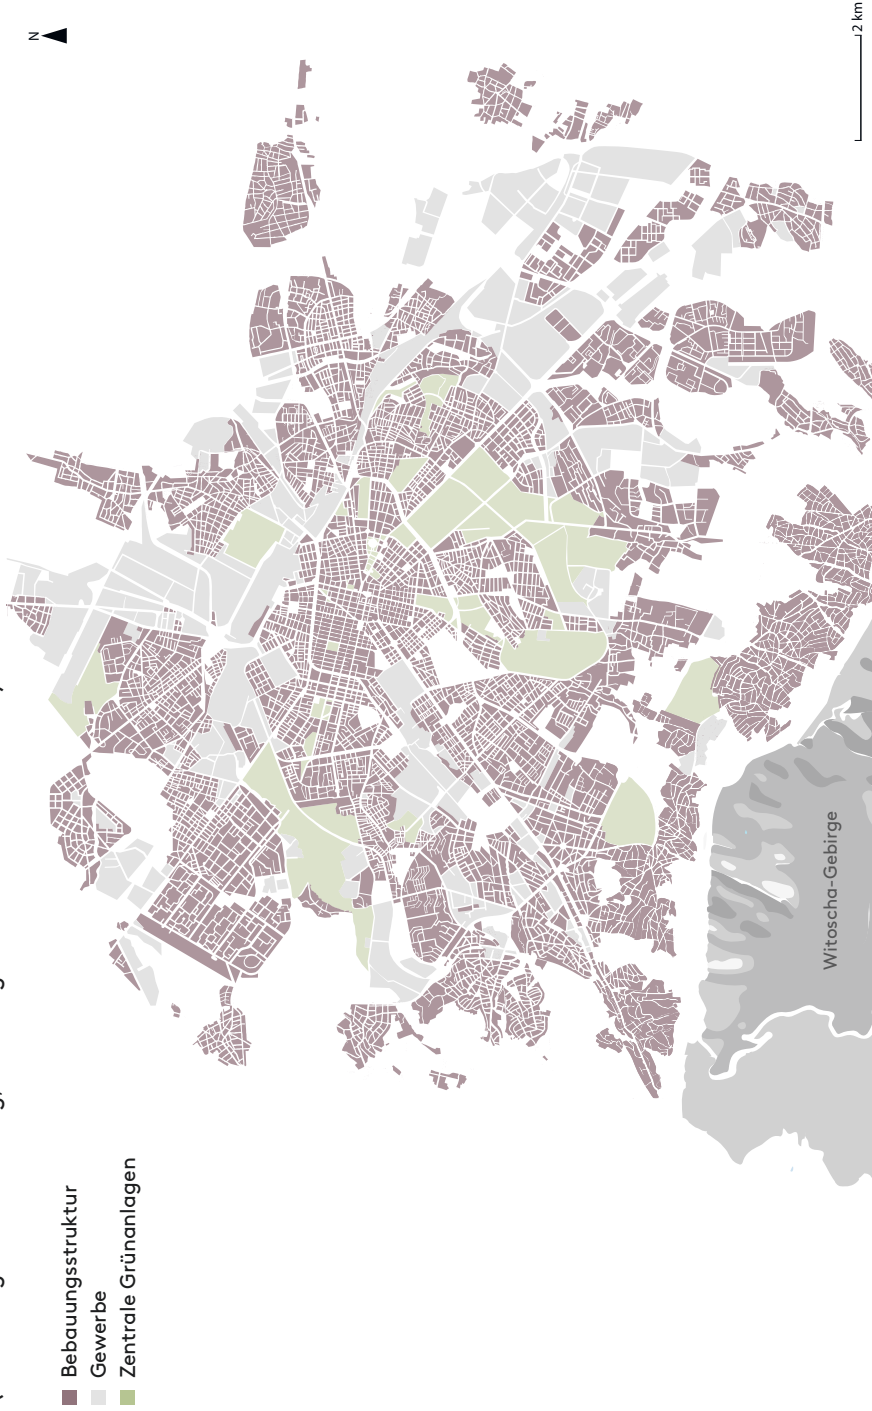 N
2 km
Witoscha-Gebirge
Bebauungsstruktur
Gewerbe
Zentrale Grünanlagen